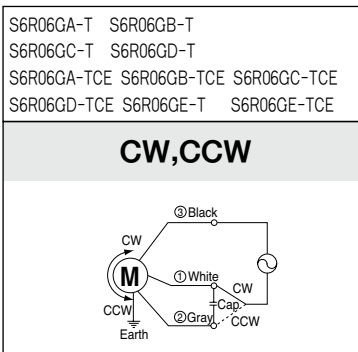 S6R06GA-T S6R06GB-T
S6R06GC-T S6R06GD-T
S6R06GA-TCE S6R06GB-TCE S6R06GC-TCE
S6R06GD-TCE S6R06GE-T S6R06GE-TCE
CW,CCW
③Black
CW
M
①White
CW
Cap.
CCW
②Gray
CCW
Earth